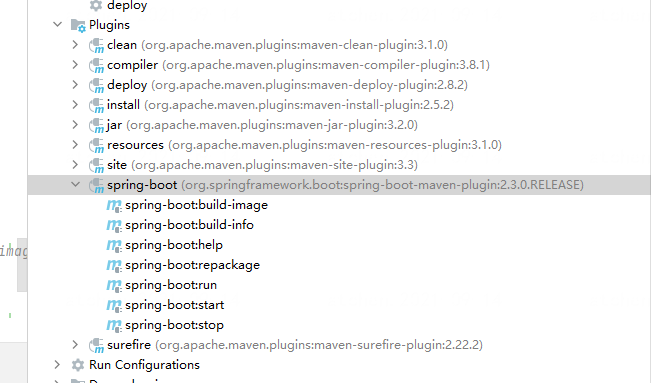 deploy
Plugins
clean (org.apache.maven.plugins:maven-clean-plugin:3.1.0)
compiler (org.apache.maven.plugins:maven-compiler-plugin:3.8.1)
deploy (org.apache.maven.plugins:maven-deploy-plugin:2.8.2)
install (org.apache.maven.plugins:maven-install-plugin:2.5.2)
jar (org.apache.maven.plugins:maven-jar-plugin:3.2.0)
resources (org.apache.maven.plugins:maven-resources-plugin:3.1.0)
site (org.apache.maven.plugins:maven-site-plugin:3.3)
spring-boot (org.springframework.boot:spring-boot-maven-plugin:2.3.0.RELEASE)
spring-boot:build-image
spring-boot:build-info
spring-boot:help
spring-boot:repackage
spring-boot:run
spring-boot:start
spring-boot:stop
surefire (org.apache.maven.plugins:maven-surefire-plugin:2.22.2)
Run Configurations